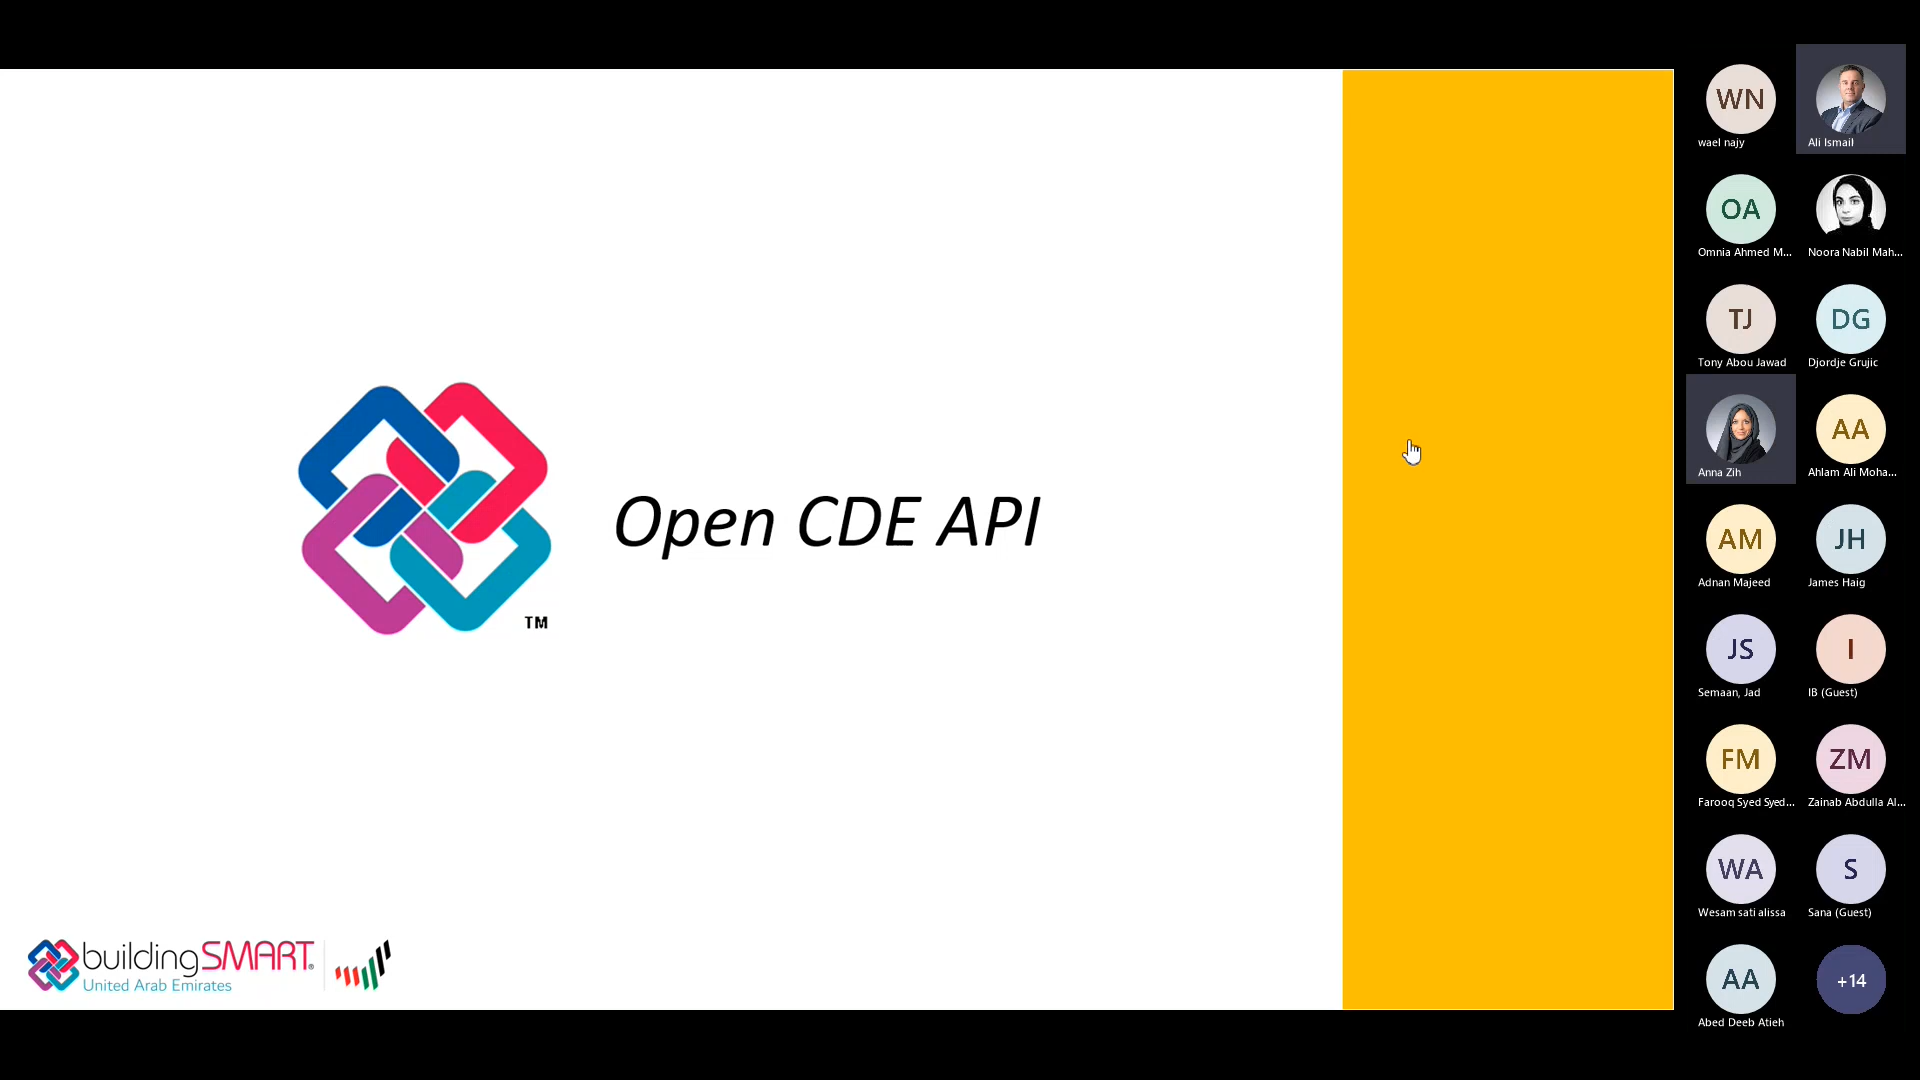 Open CDE API
TM
buildingSMART®
United Arab Emirates
WN
wael najy
Ali Ismail
OA
Omnia Ahmed M...
Noora Nabil Mah...
TJ
Tony Abou Jawad
DG
Djordje Grujic
Anna Zih
AA
Ahlam Ali Moha...
AM
Adnan Majeed
JH
James Haig
JS
Semaan, Jad
I
IB (Guest)
FM
Farooq Syed Syed...
ZM
Zainab Abdulla Al...
WA
Wesam sati alissa
S
Sana (Guest)
AA
Abed Deeb Atieh
+14